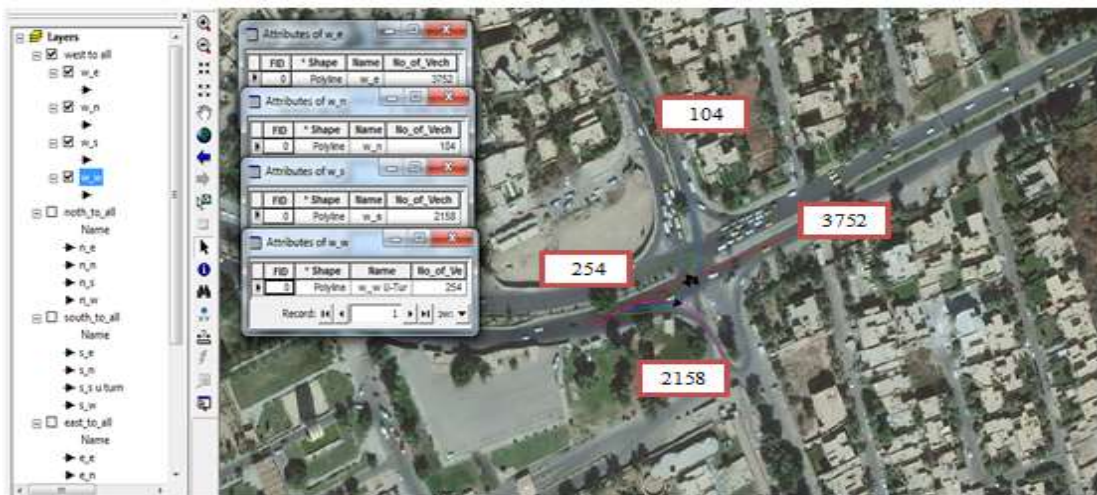 Layers
west to all
w_e
w_n
w_s
w_w
noth_to_all
Name
n_e
n_n
n_s
n_w
south_to_all
Name
s_e
s_n
s_s u turn
s_w
east_to_all
Name
e_e
e_n
Attributes of w_e
FID * Shape Name No_of_Vech
0 Polyline w_e 3752
Attributes of w_n
FID * Shape Name No_of_Vech
0 Polyline w_n 104
Attributes of w_s
FID * Shape Name No_of_Vech
0 Polyline w_s 2158
Attributes of w_w
FID * Shape Name No_of_Ve
0 Polyline w_w U-Tur 254
Record: 1
104
3752
254
2158